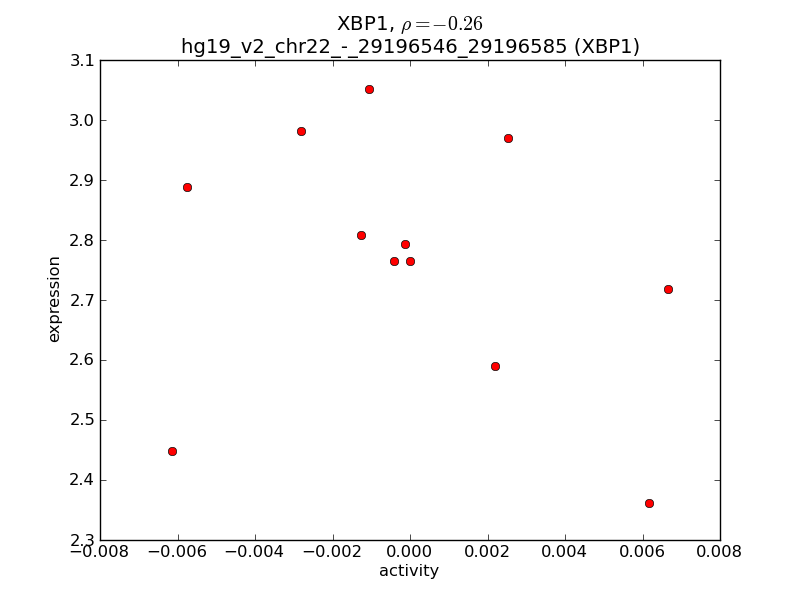 XBP1, ρ=−0.26
hg19_v2_chr22_-_29196546_29196585 (XBP1)
3.1
3.0
2.9
2.8
2.7
2.6
2.5
2.4
2.3
expression
−0.008 −0.006 −0.004 −0.002 0.000 0.002 0.004 0.006 0.008
activity